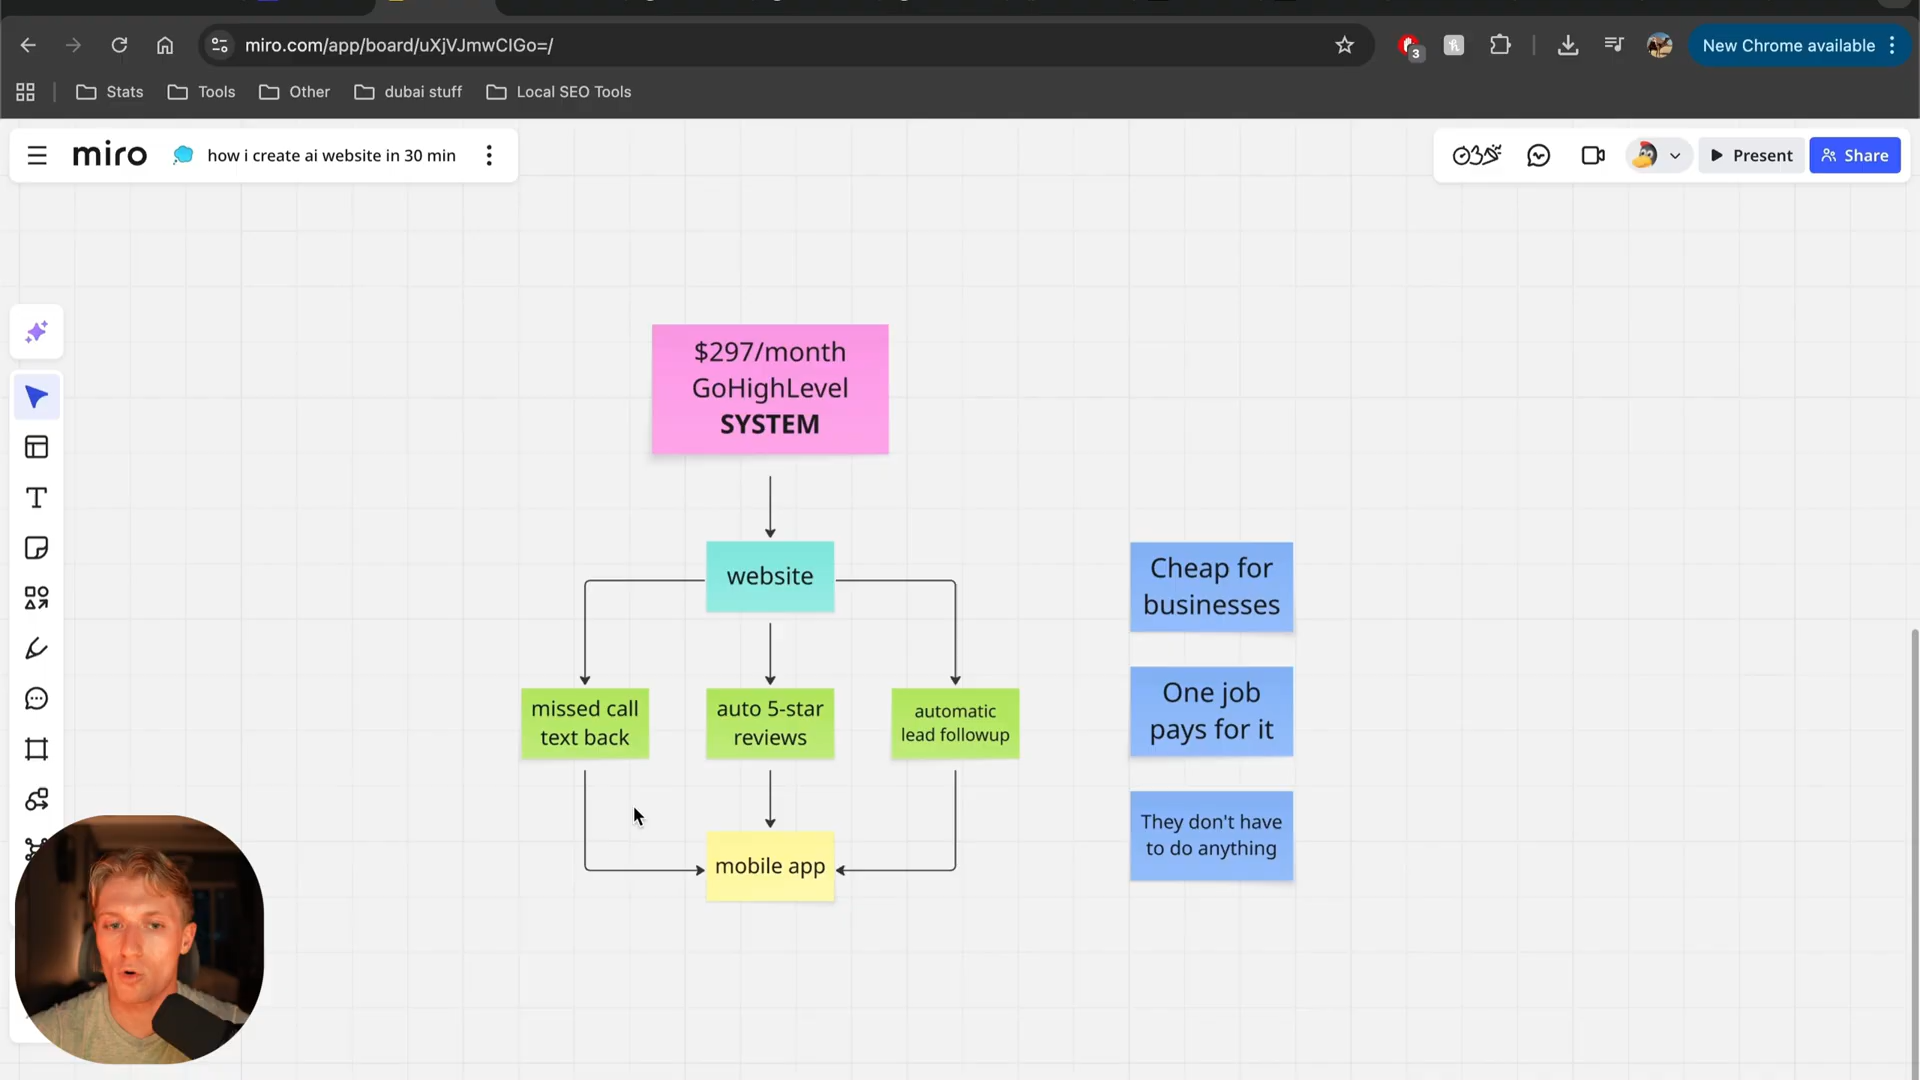 miro.com/app/board/uXjVJmwCIGo=/
3
New Chrome available
Stats
Tools
Other
dubai stuff
Local SEO Tools
miro
how i create ai website in 30 min
Present
Share
$297/month
GoHighLevel
SYSTEM
website
missed call
text back
auto 5-star
reviews
automatic
lead followup
mobile app
Cheap for
businesses
One job
pays for it
They don't have
to do anything